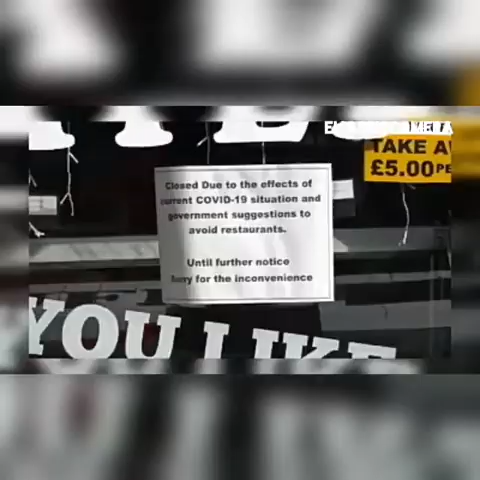 TAKE A
£5.00 PE
Closed Due to the effects of
current COVID-19 situation and
government suggestions to
avoid restaurants.
Until further notice
Sorry for the inconvenience
YOU LIKE